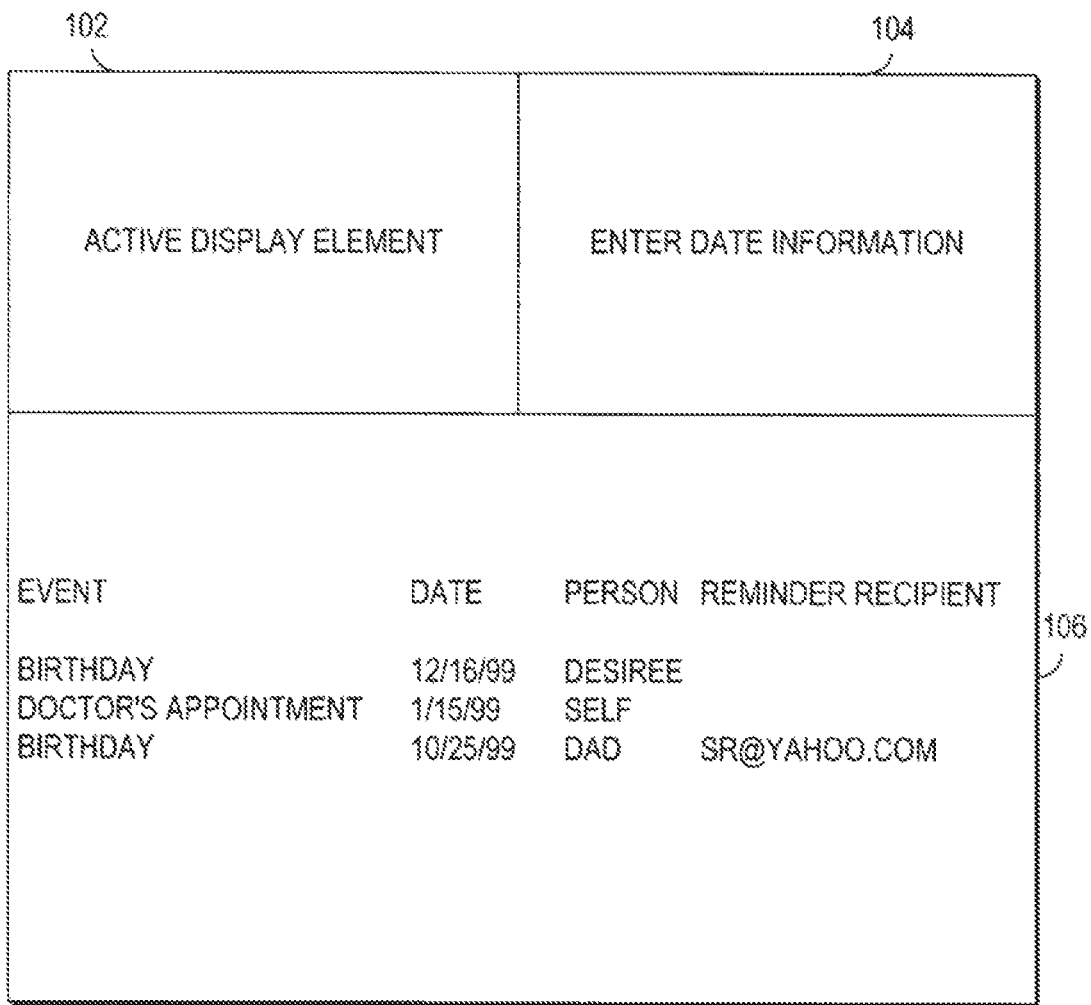 102 104
ACTIVE DISPLAY ELEMENT ENTER DATE INFORMATION
EVENT DATE PERSON REMINDER RECIPIENT
106
BIRTHDAY 12/16/99 DESIREE
DOCTOR'S APPOINTMENT 1/15/99 SELF
BIRTHDAY 10/25/99 DAD SR@YAHOO.COM